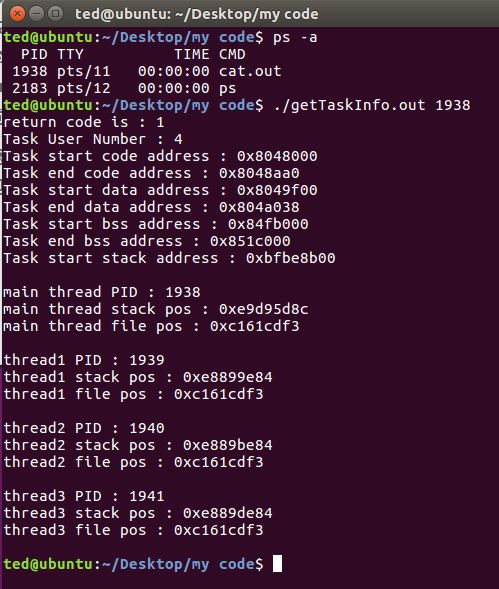 ted@ubuntu: ~/Desktop/my code
ted@ubuntu:~/Desktop/my code$ ps -a
PID TTY TIME CMD
1938 pts/11 00:00:00 cat.out
2183 pts/12 00:00:00 ps
ted@ubuntu:~/Desktop/my code$ ./getTaskInfo.out 1938
return code is : 1
Task User Number : 4
Task start code address : 0x8048000
Task end code address : 0x8048aa0
Task start data address : 0x8049f00
Task end data address : 0x804a038
Task start bss address : 0x84fb000
Task end bss address : 0x851c000
Task start stack address : 0xbfbe8b00
main thread PID : 1938
main thread stack pos : 0xe9d95d8c
main thread file pos : 0xc161cdf3
thread1 PID : 1939
thread1 stack pos : 0xe8899e84
thread1 file pos : 0xc161cdf3
thread2 PID : 1940
thread2 stack pos : 0xe889be84
thread2 file pos : 0xc161cdf3
thread3 PID : 1941
thread3 stack pos : 0xe889de84
thread3 file pos : 0xc161cdf3
ted@ubuntu:~/Desktop/my code$